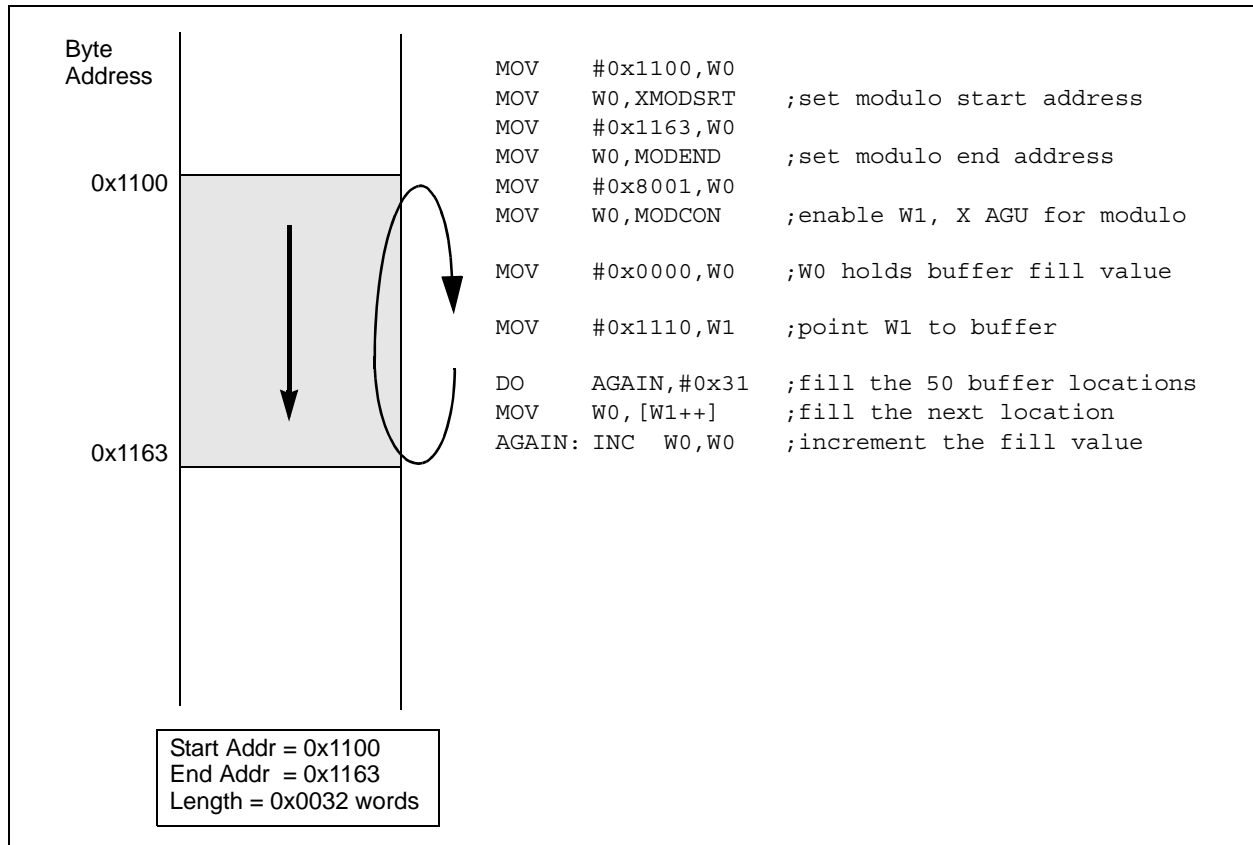 Byte
Address
0x1100
0x1163
MOV #0x1100,W0
MOV W0,XMODSRT ;set modulo start address
MOV #0x1163,W0
MOV W0,MODEND ;set modulo end address
MOV #0x8001,W0
MOV W0,MODCON ;enable W1, X AGU for modulo
MOV #0x0000,W0 ;W0 holds buffer fill value
MOV #0x1110,W1 ;point W1 to buffer
DO AGAIN,#0x31 ;fill the 50 buffer locations
MOV W0,[W1++] ;fill the next location
AGAIN: INC W0,W0 ;increment the fill value
Start Addr = 0x1100
End Addr = 0x1163
Length = 0x0032 words